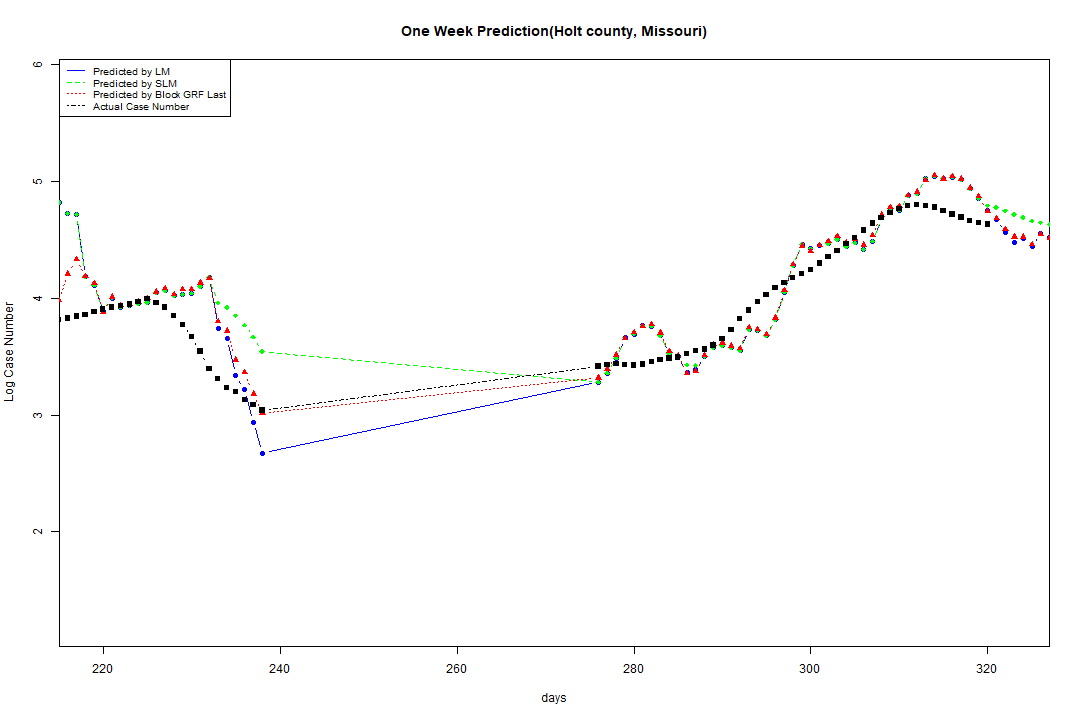 One Week Prediction(Holt county, Missouri)
Predicted by LM
Predicted by SLM
Predicted by Block GRF Last
Actual Case Number
6
5
4
3
2
Log Case Number
220 240 260 280 300 320
days